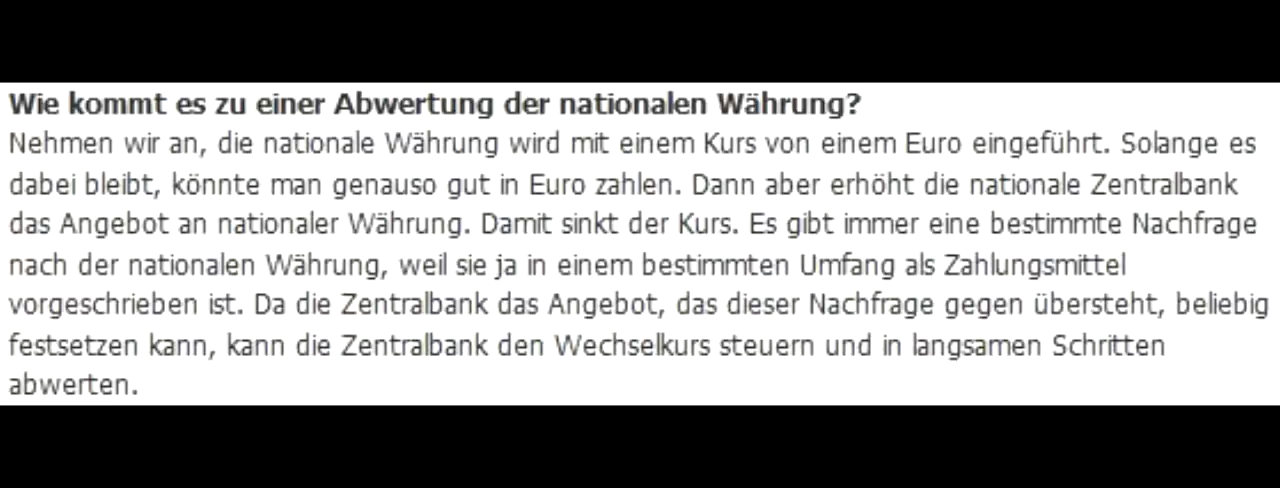 Wie kommt es zu einer Abwertung der nationalen Währung?
Nehmen wir an, die nationale Währung wird mit einem Kurs von einem Euro eingeführt. Solange es
dabei bleibt, könnte man genauso gut in Euro zahlen. Dann aber erhöht die nationale Zentralbank
das Angebot an nationaler Währung. Damit sinkt der Kurs. Es gibt immer eine bestimmte Nachfrage
nach der nationalen Währung, weil sie ja in einem bestimmten Umfang als Zahlungsmittel
vorgeschrieben ist. Da die Zentralbank das Angebot, das dieser Nachfrage gegen übersteht, beliebig
festsetzen kann, kann die Zentralbank den Wechselkurs steuern und in langsamen Schritten
abwerten.